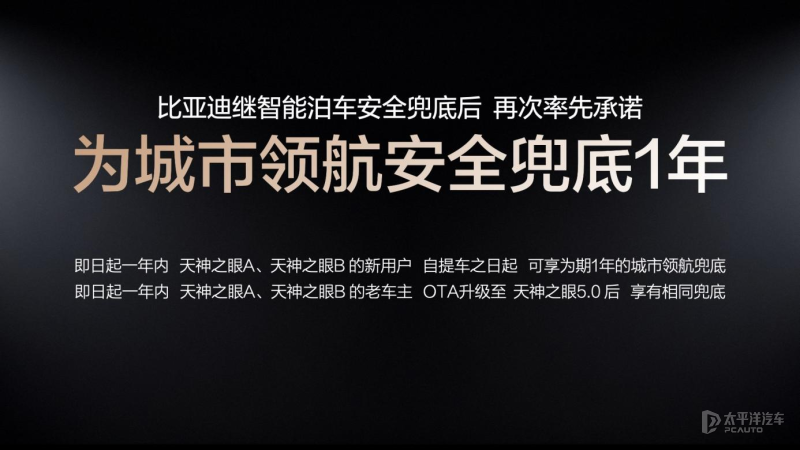 比亚迪继智能泊车安全兜底后 再次率先承诺
为城市领航安全兜底1年
即日起一年内 天神之眼A、天神之眼B的新用户 自提车之日起 可享为期1年的城市领航兜底
即日起一年内 天神之眼A、天神之眼B的老车主 OTA升级至 天神之眼5.0后 享有相同兜底
太平洋汽车
PCAUTO